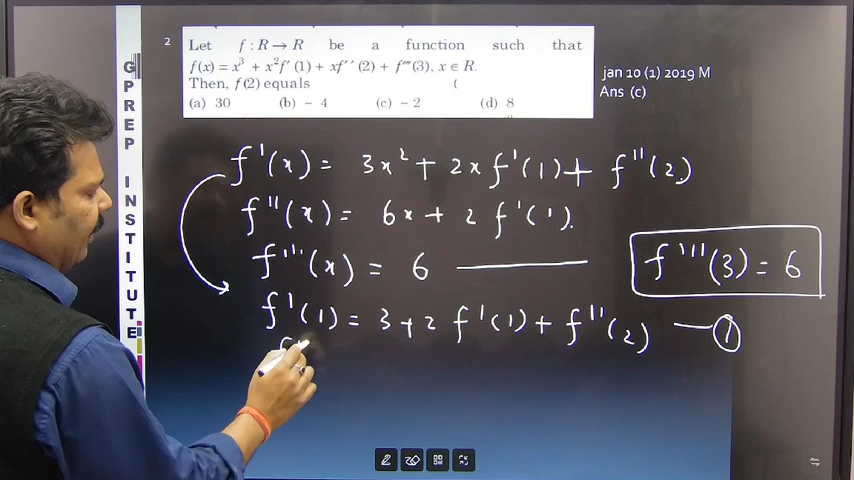 2
Let f : R → R be a function such that
f(x) = x³ + x²f′(1) + xf′′(2) + f′′′(3), x ∈ R.
Then, f(2) equals
(a) 30 (b) – 4 (c) – 2 (d) 8
jan 10 (1) 2019 M
Ans (c)
G PREP INSTITUTE
f'(x) = 3x² + 2x f'(1) + f''(2).
f''(x) = 6x + 2 f'(1).
f'''(x) = 6
f'''(3) = 6
f'(1) = 3 + 2 f'(1) + f''(2) — ①
f